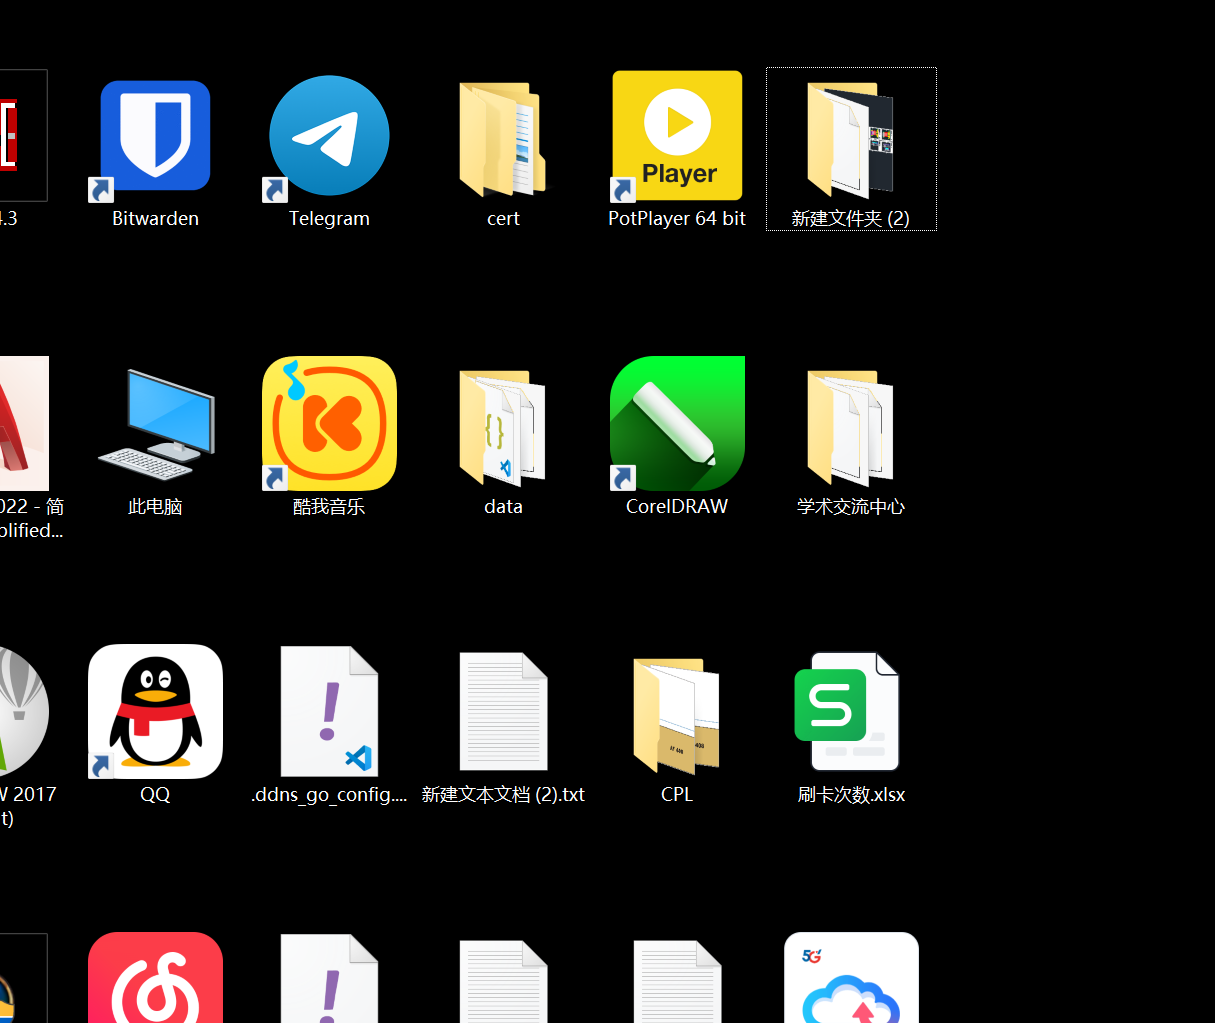 4.3
Bitwarden
Telegram
cert
Player
PotPlayer 64 bit
新建文件夹 (2)
022 - 简
plified...
此电脑
酷我音乐
data
CorelDRAW
学术交流中心
W 2017
t)
QQ
.ddns_go_config....
新建文本文档 (2).txt
CPL
刷卡次数.xlsx
5G